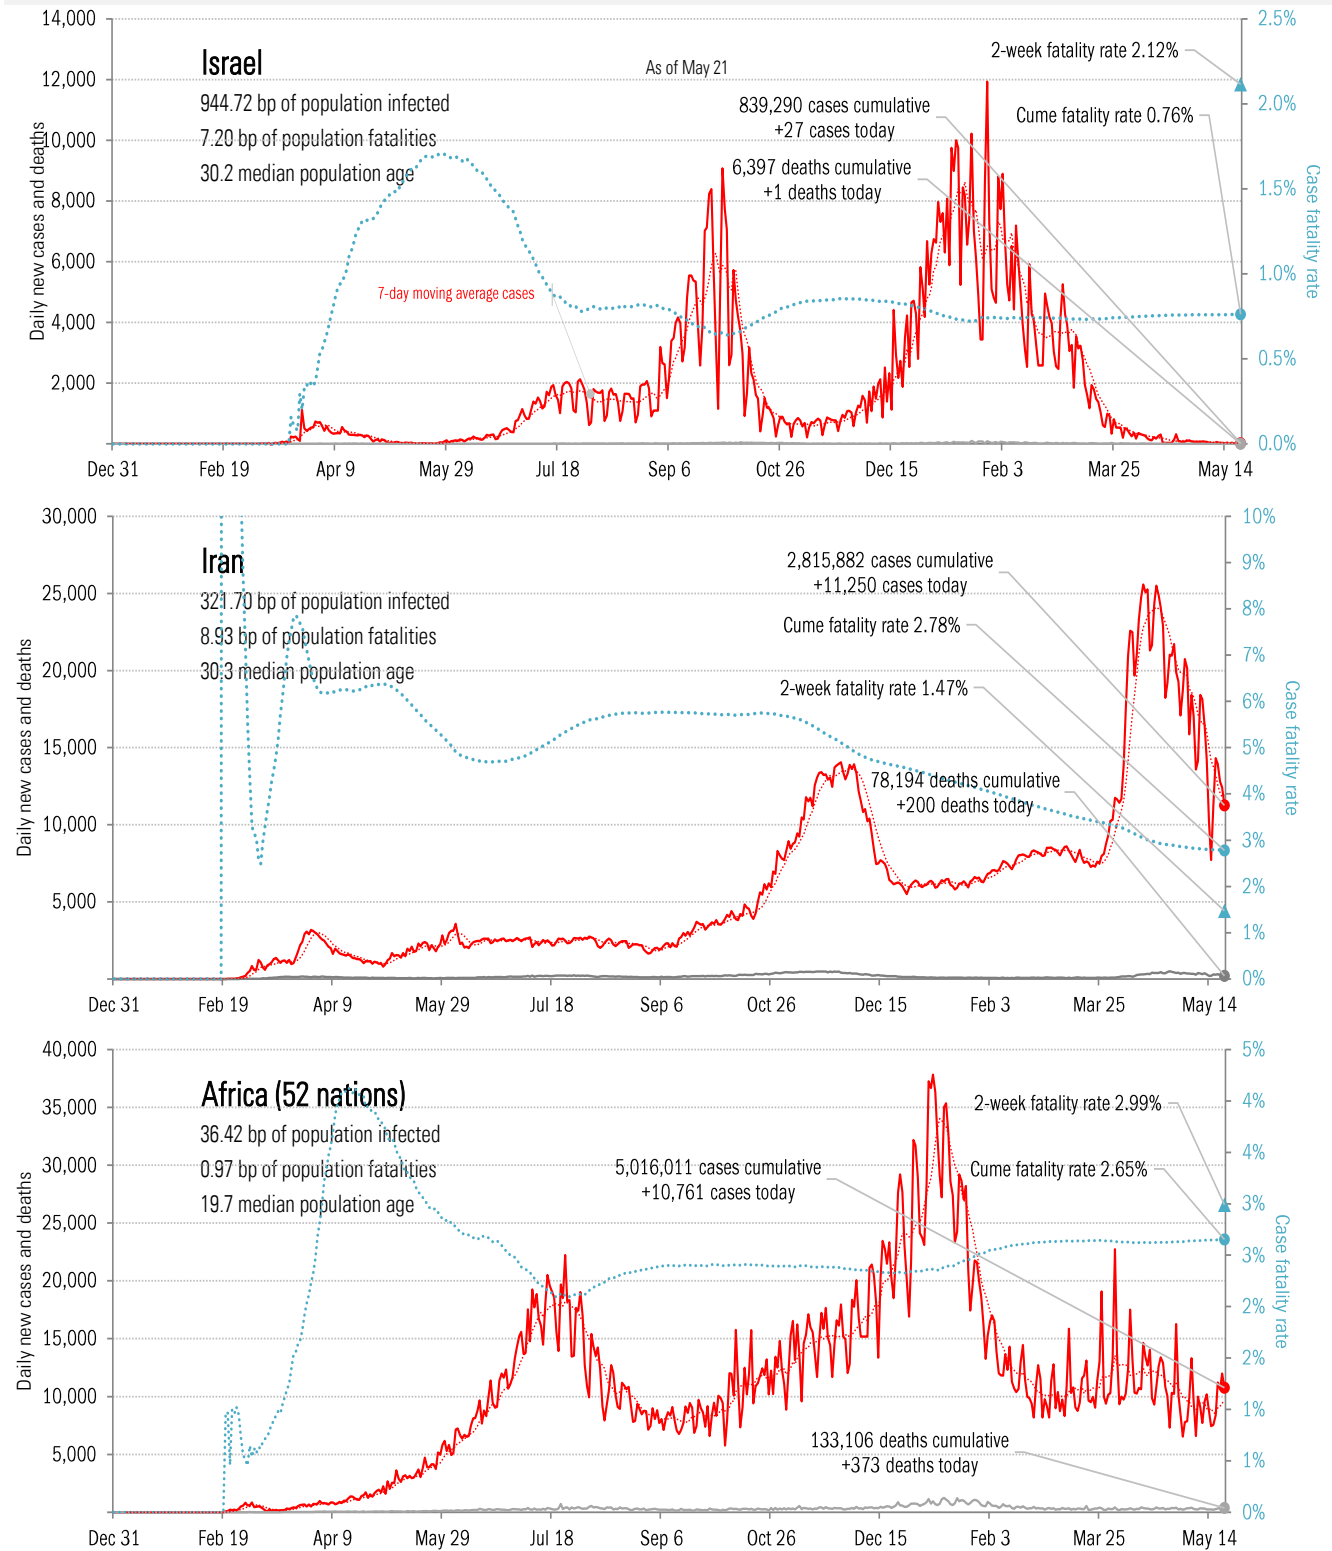 14,000
12,000
10,000
8,000
6,000
4,000
2,000
Daily new cases and deaths
Israel
944.72 bp of population infected
7.20 bp of population fatalities
30.2 median population age
As of May 21
7-day moving average cases
839,290 cases cumulative
+27 cases today
6,397 deaths cumulative
+1 deaths today
2-week fatality rate 2.12%
Cume fatality rate 0.76%
2.5%
2.0%
1.5%
1.0%
0.5%
0.0%
Case fatality rate
Dec 31 Feb 19 Apr 9 May 29 Jul 18 Sep 6 Oct 26 Dec 15 Feb 3 Mar 25 May 14
30,000
25,000
20,000
15,000
10,000
5,000
Daily new cases and deaths
Iran
321.70 bp of population infected
8.93 bp of population fatalities
30.3 median population age
2,815,882 cases cumulative
+11,250 cases today
Cume fatality rate 2.78%
2-week fatality rate 1.47%
78,194 deaths cumulative
+200 deaths today
10%
9%
8%
7%
6%
5%
4%
3%
2%
1%
0%
Case fatality rate
Dec 31 Feb 19 Apr 9 May 29 Jul 18 Sep 6 Oct 26 Dec 15 Feb 3 Mar 25 May 14
40,000
35,000
30,000
25,000
20,000
15,000
10,000
5,000
Daily new cases and deaths
Africa (52 nations)
36.42 bp of population infected
0.97 bp of population fatalities
19.7 median population age
5,016,011 cases cumulative
+10,761 cases today
2-week fatality rate 2.99%
Cume fatality rate 2.65%
133,106 deaths cumulative
+373 deaths today
5%
4%
4%
3%
3%
2%
2%
1%
1%
0%
Case fatality rate
Dec 31 Feb 19 Apr 9 May 29 Jul 18 Sep 6 Oct 26 Dec 15 Feb 3 Mar 25 May 14